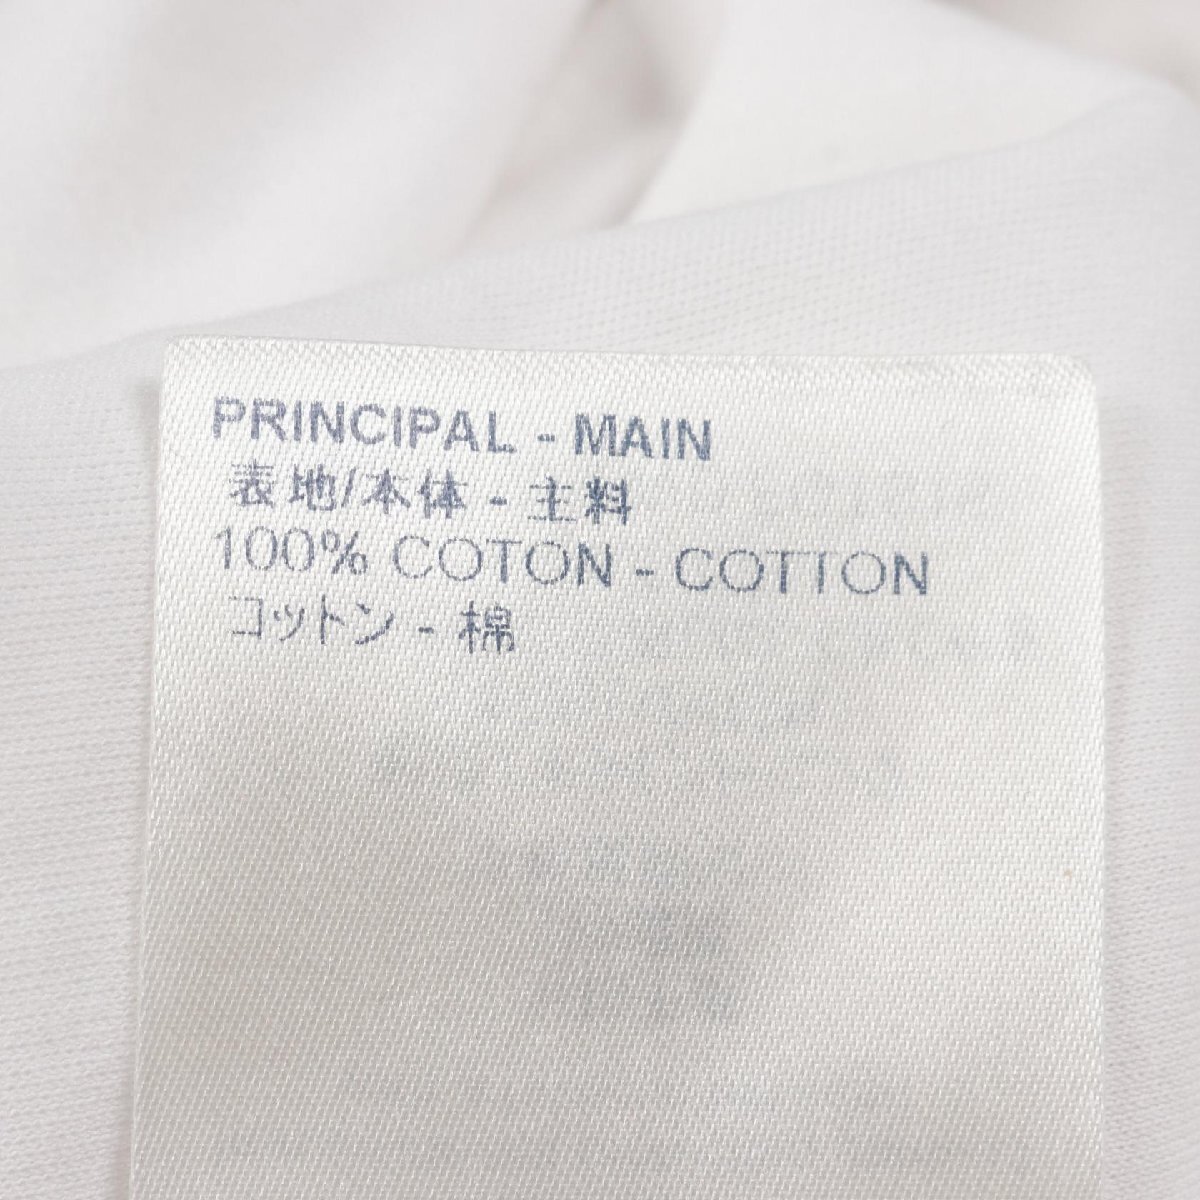 PRINCIPAL - MAIN
表地/本体 - 主料
100% COTON - COTTON
コットン - 棉